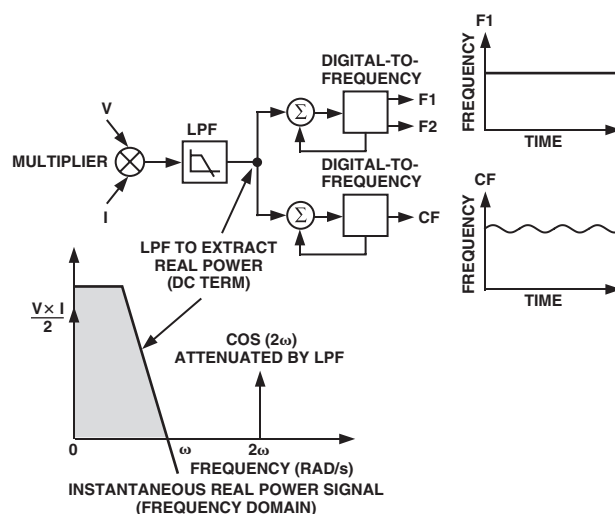 DIGITAL-TO-
FREQUENCY
F1
F2
V
LPF
Σ
MULTIPLIER
I
DIGITAL-TO-
FREQUENCY
Σ
CF
LPF TO EXTRACT
REAL POWER
(DC TERM)
F1
FREQUENCY
TIME
CF
FREQUENCY
TIME
V × I
2
COS (2ω)
ATTENUATED BY LPF
0
ω
2ω
FREQUENCY (RAD/s)
INSTANTANEOUS REAL POWER SIGNAL
(FREQUENCY DOMAIN)